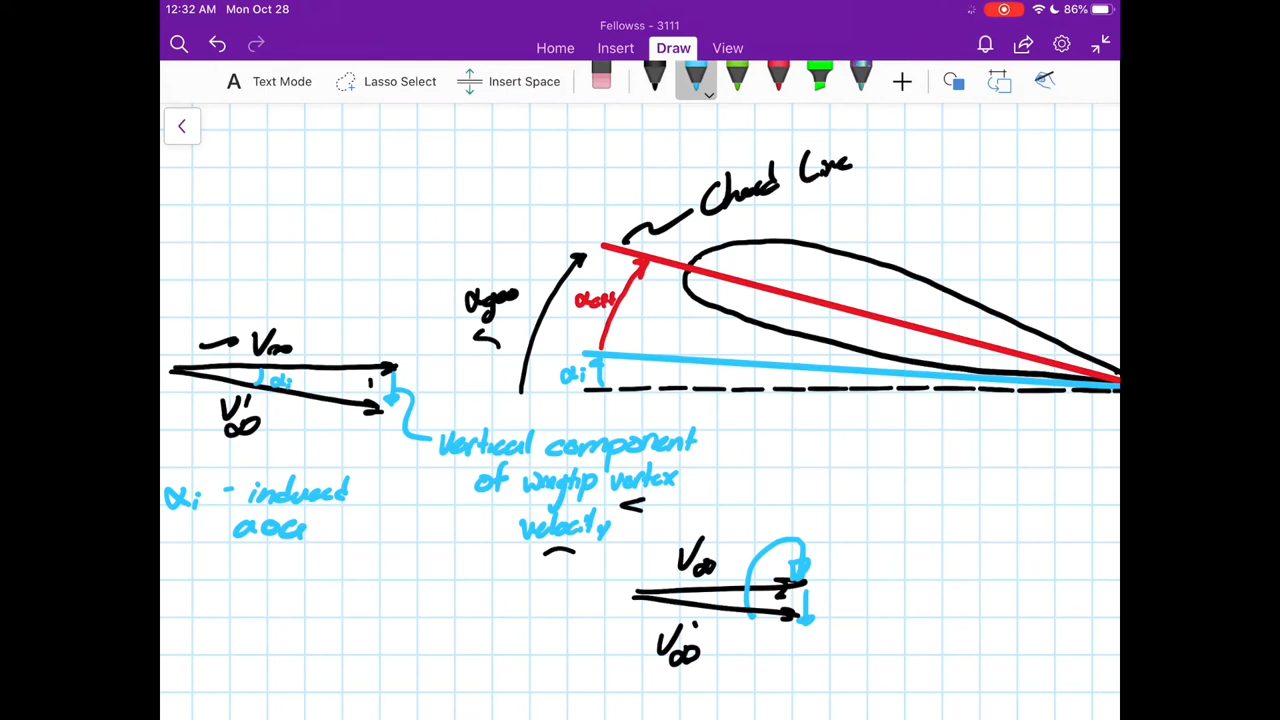 12:32 AM Mon Oct 28
86%
Fellowss - 3111
Home Insert Draw View
A Text Mode Lasso Select Insert Space
Chord Line
αgeo
αeff
V∞
αi
αi
V'∞
Vertical component
of wingtip vortex
velocity
αi - induced
aoa
V∞
V'∞